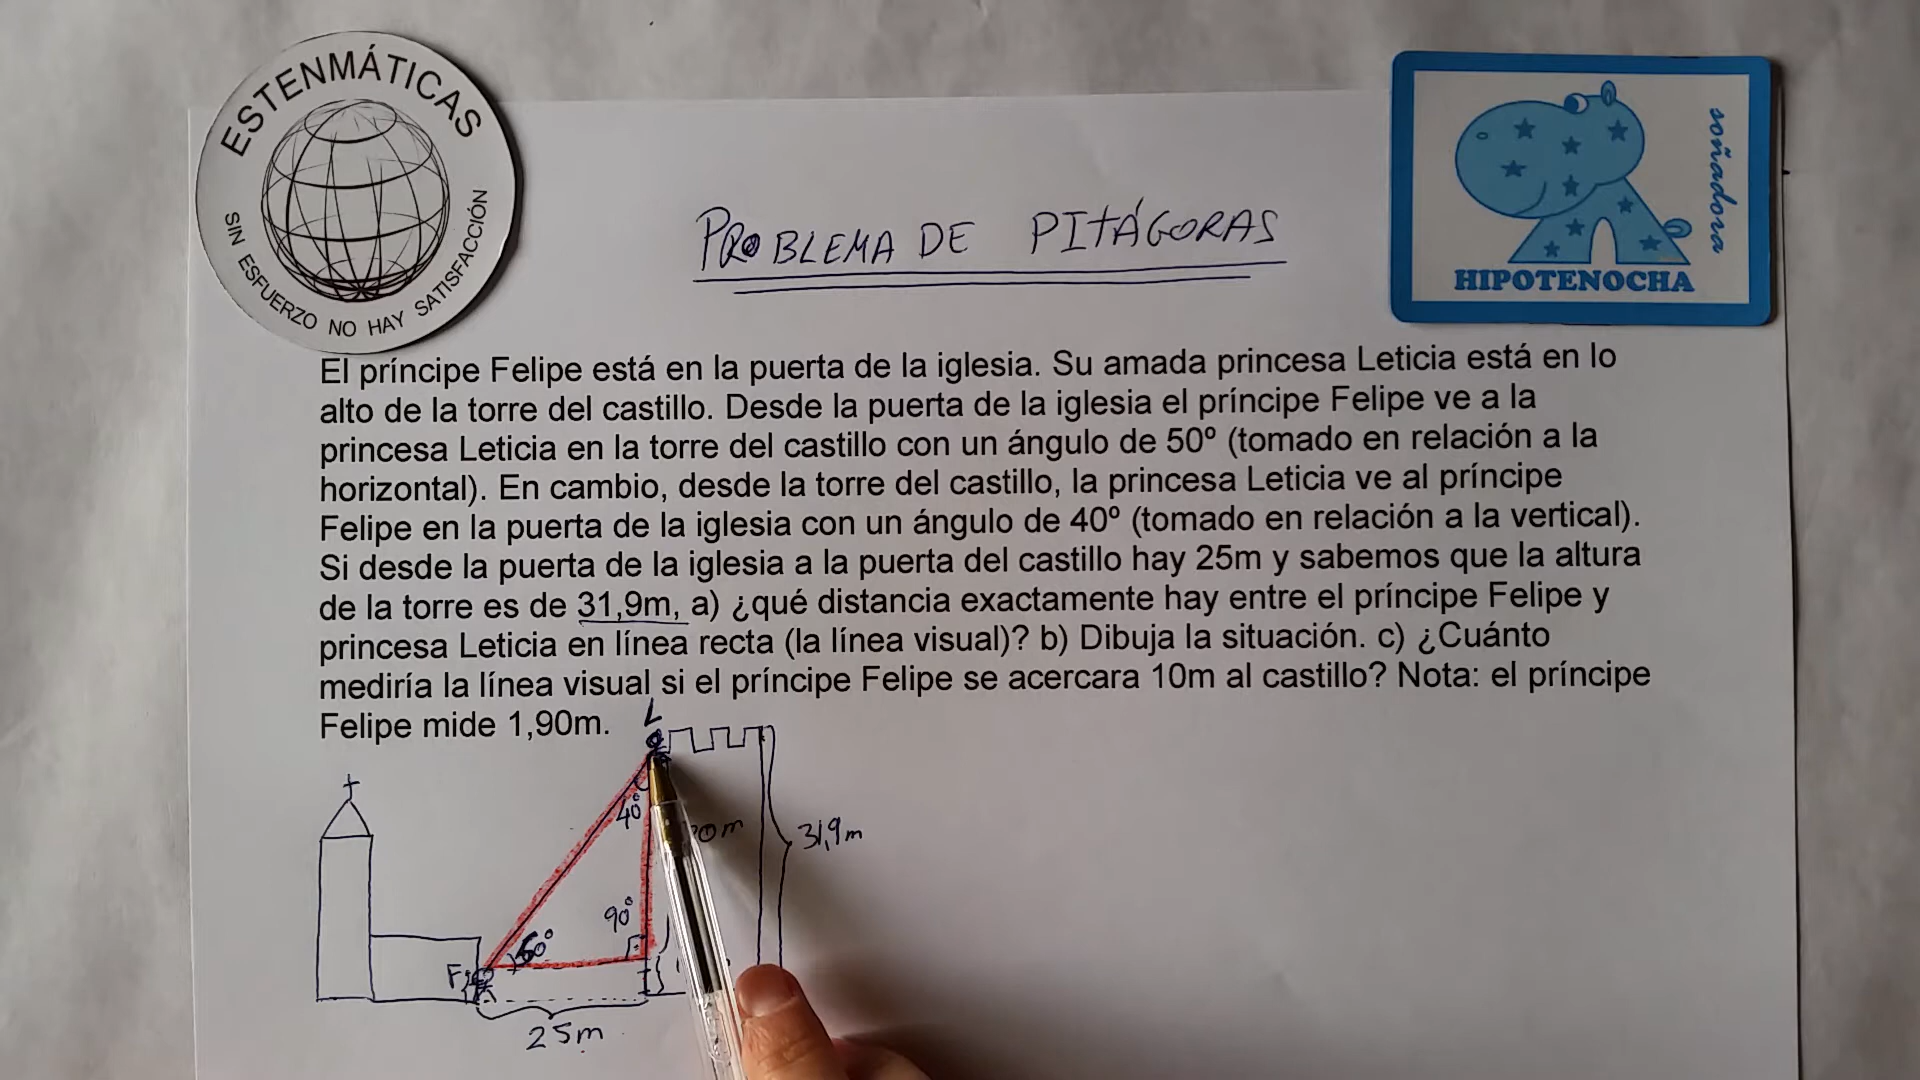 ESTENMÁTICAS
SIN ESFUERZO NO HAY SATISFACCIÓN
soñadora
HIPOTENOCHA
PROBLEMA DE PITÁGORAS
El príncipe Felipe está en la puerta de la iglesia. Su amada princesa Leticia está en lo
alto de la torre del castillo. Desde la puerta de la iglesia el príncipe Felipe ve a la
princesa Leticia en la torre del castillo con un ángulo de 50º (tomado en relación a la
horizontal). En cambio, desde la torre del castillo, la princesa Leticia ve al príncipe
Felipe en la puerta de la iglesia con un ángulo de 40º (tomado en relación a la vertical).
Si desde la puerta de la iglesia a la puerta del castillo hay 25m y sabemos que la altura
de la torre es de 31,9m, a) ¿qué distancia exactamente hay entre el príncipe Felipe y
princesa Leticia en línea recta (la línea visual)? b) Dibuja la situación. c) ¿Cuánto
mediría la línea visual si el príncipe Felipe se acercara 10m al castillo? Nota: el príncipe
Felipe mide 1,90m.
L
40°
31,9m
90°
50°
F
25m